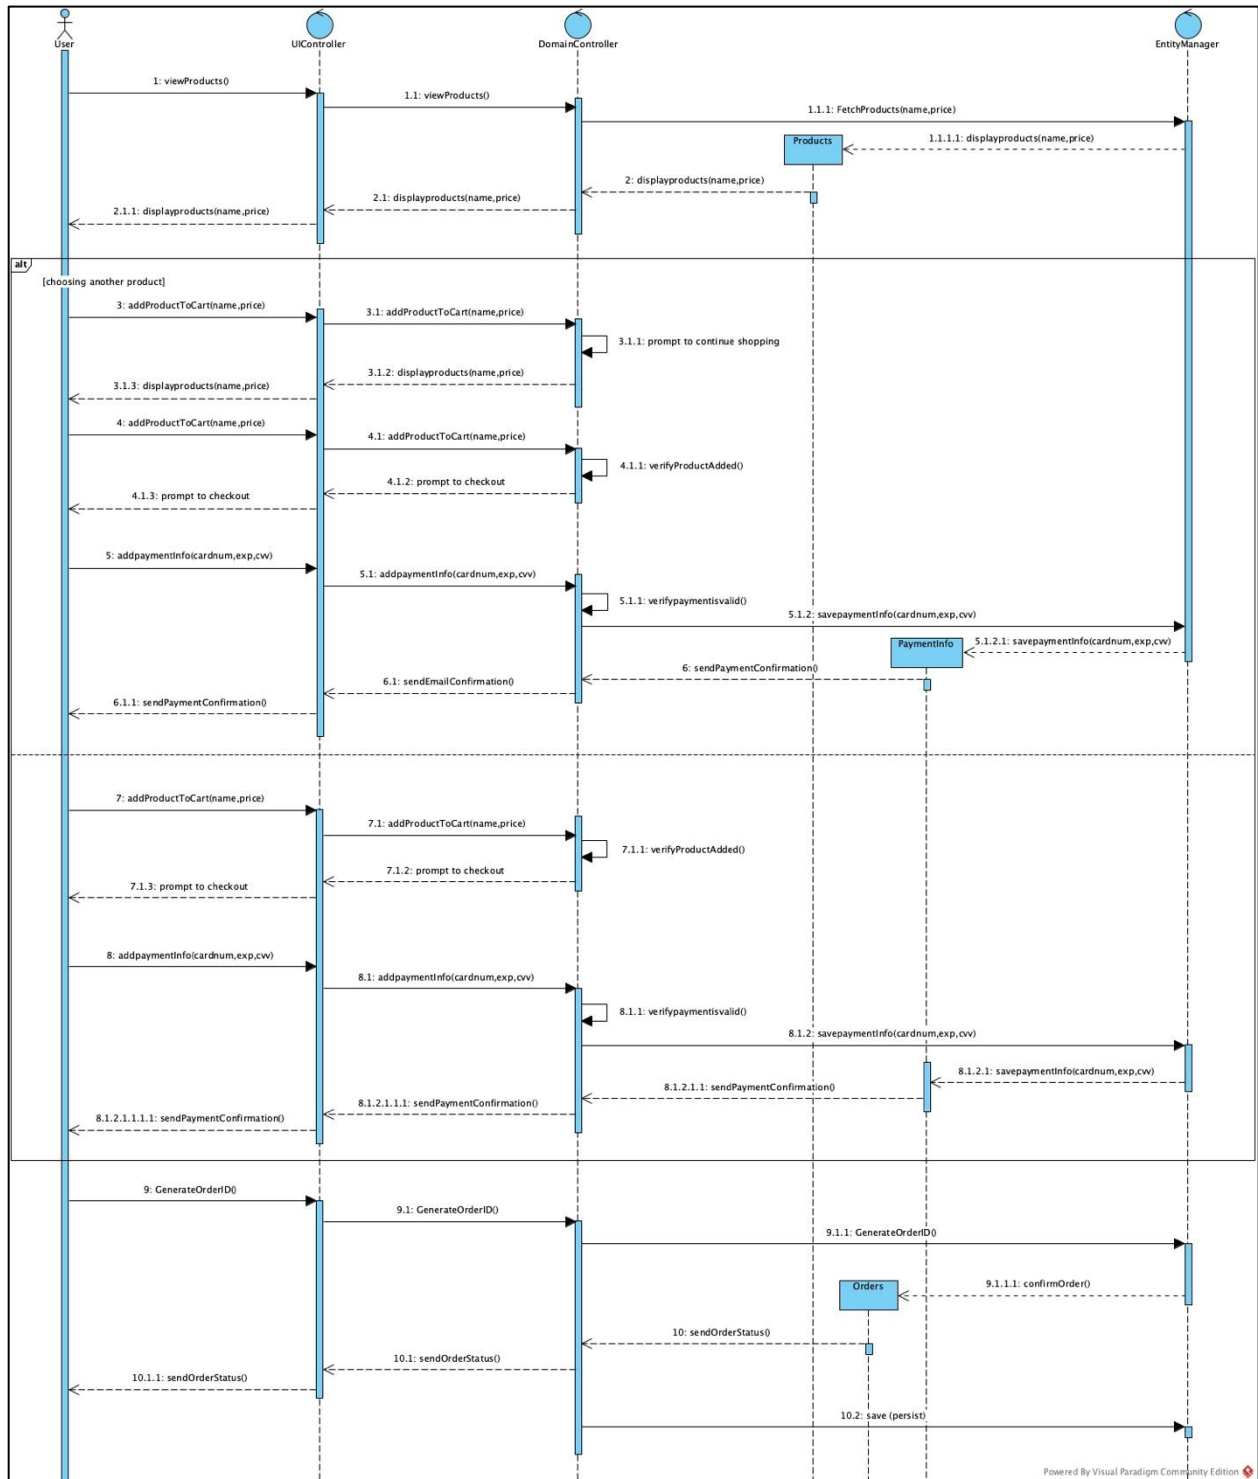 User
UIController
DomainController
EntityManager
1: viewProducts()
1.1: viewProducts()
1.1.1: FetchProducts(name,price)
Products
1.1.1.1: displayproducts(name,price)
2: displayproducts(name,price)
2.1: displayproducts(name,price)
2.1.1: displayproducts(name,price)
alt
[choosing another product]
3: addProductToCart(name,price)
3.1: addProductToCart(name,price)
3.1.1: prompt to continue shopping
3.1.2: displayproducts(name,price)
3.1.3: displayproducts(name,price)
4: addProductToCart(name,price)
4.1: addProductToCart(name,price)
4.1.1: verifyProductAdded()
4.1.2: prompt to checkout
4.1.3: prompt to checkout
5: addpaymentInfo(cardnum,exp,cvv)
5.1: addpaymentInfo(cardnum,exp,cvv)
5.1.1: verifypaymentisvalid()
5.1.2: savepaymentInfo(cardnum,exp,cvv)
PaymentInfo
5.1.2.1: savepaymentInfo(cardnum,exp,cvv)
6: sendPaymentConfirmation()
6.1: sendEmailConfirmation()
6.1.1: sendPaymentConfirmation()
7: addProductToCart(name,price)
7.1: addProductToCart(name,price)
7.1.1: verifyProductAdded()
7.1.2: prompt to checkout
7.1.3: prompt to checkout
8: addpaymentInfo(cardnum,exp,cvv)
8.1: addpaymentInfo(cardnum,exp,cvv)
8.1.1: verifypaymentisvalid()
8.1.2: savepaymentInfo(cardnum,exp,cvv)
8.1.2.1: savepaymentInfo(cardnum,exp,cvv)
8.1.2.1.1: sendPaymentConfirmation()
8.1.2.1.1.1: sendPaymentConfirmation()
8.1.2.1.1.1.1: sendPaymentConfirmation()
9: GenerateOrderID()
9.1: GenerateOrderID()
9.1.1: GenerateOrderID()
Orders
9.1.1.1: confirmOrder()
10: sendOrderStatus()
10.1: sendOrderStatus()
10.1.1: sendOrderStatus()
10.2: save (persist)
Powered By Visual Paradigm Community Edition